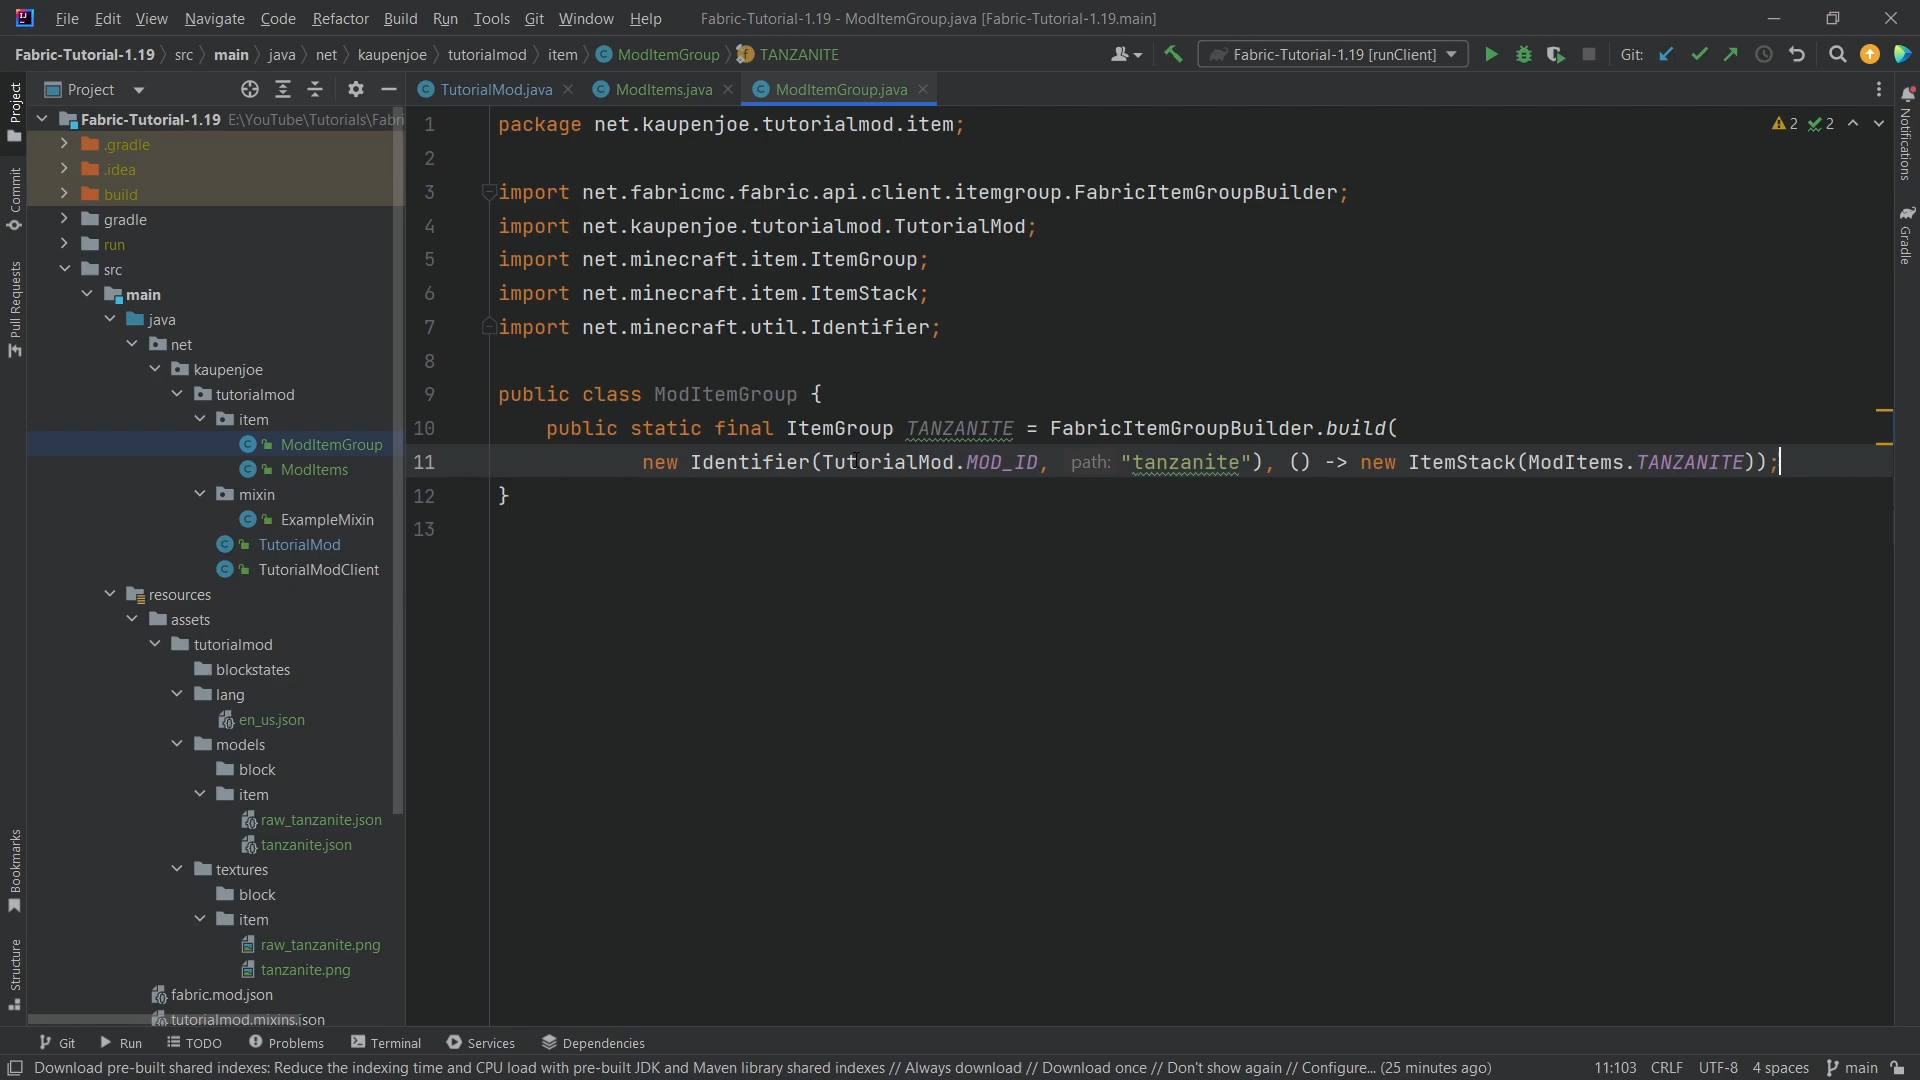 File Edit View Navigate Code Refactor Build Run Tools Git Window Help Fabric-Tutorial-1.19 - ModItemGroup.java [Fabric-Tutorial-1.19.main]
Fabric-Tutorial-1.19 src main java net kaupenjoe tutorialmod item ModItemGroup TANZANITE Fabric-Tutorial-1.19 [runClient] Git:
Project TutorialMod.java ModItems.java ModItemGroup.java
Project
Commit
Pull Requests
Bookmarks
Structure
Fabric-Tutorial-1.19 E:\YouTube\Tutorials\Fabri
.gradle
.idea
build
gradle
run
src
main
java
net
kaupenjoe
tutorialmod
item
ModItemGroup
ModItems
mixin
ExampleMixin
TutorialMod
TutorialModClient
resources
assets
tutorialmod
blockstates
lang
en_us.json
models
block
item
raw_tanzanite.json
tanzanite.json
textures
block
item
raw_tanzanite.png
tanzanite.png
fabric.mod.json
tutorialmod.mixins.json
1 package net.kaupenjoe.tutorialmod.item;
2
3 import net.fabricmc.fabric.api.client.itemgroup.FabricItemGroupBuilder;
4 import net.kaupenjoe.tutorialmod.TutorialMod;
5 import net.minecraft.item.ItemGroup;
6 import net.minecraft.item.ItemStack;
7 import net.minecraft.util.Identifier;
8
9 public class ModItemGroup {
10 public static final ItemGroup TANZANITE = FabricItemGroupBuilder.build(
11 new Identifier(TutorialMod.MOD_ID, path: "tanzanite"), () -> new ItemStack(ModItems.TANZANITE));
12 }
13
2 2
Notifications
Gradle
Git Run TODO Problems Terminal Services Dependencies
Download pre-built shared indexes: Reduce the indexing time and CPU load with pre-built JDK and Maven library shared indexes // Always download // Download once // Don't show again // Configure... (25 minutes ago) 11:103 CRLF UTF-8 4 spaces main